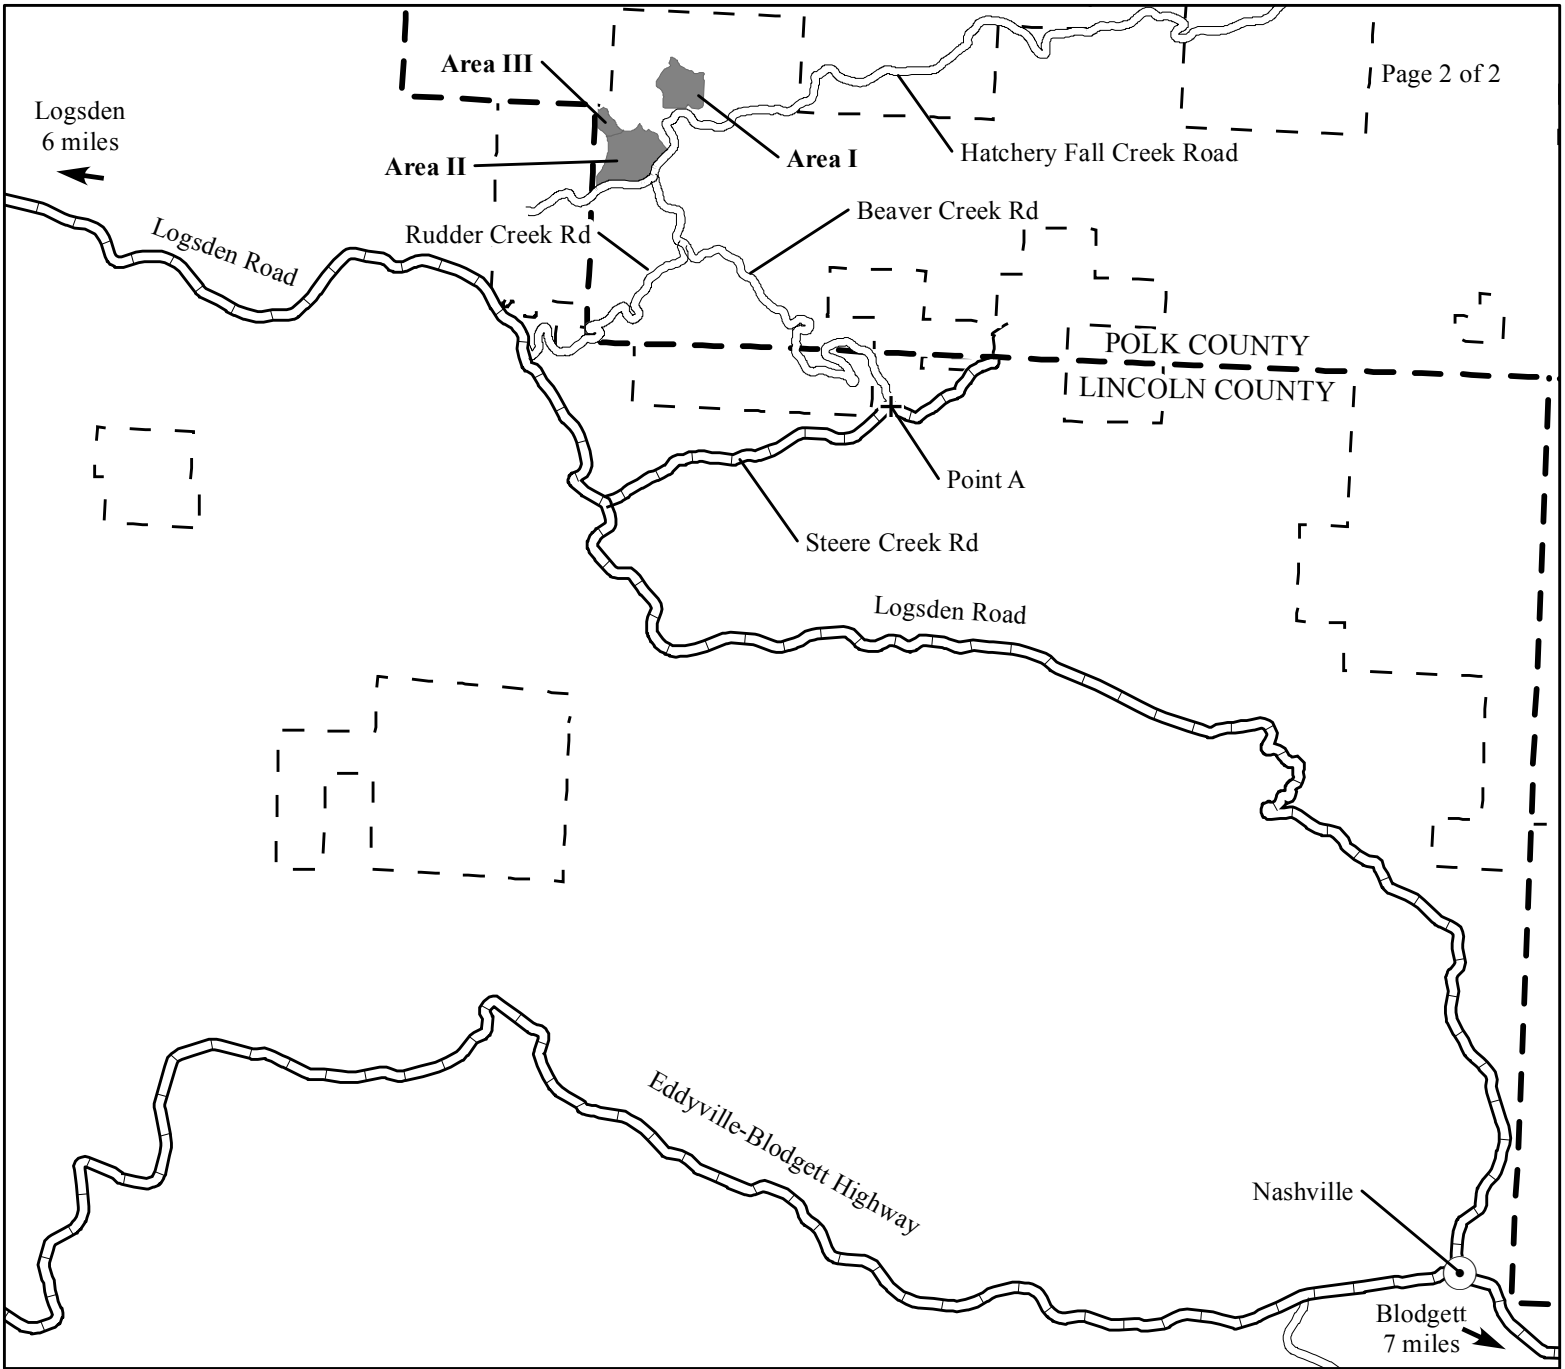 Page 2 of 2
Area III
Logsden
6 miles
Area II
Area I
Hatchery Fall Creek Road
Beaver Creek Rd
Logsden Road
Rudder Creek Rd
POLK COUNTY
LINCOLN COUNTY
Point A
Steere Creek Rd
Logsden Road
Eddyville-Blodgett Highway
Nashville
Blodgett
7 miles